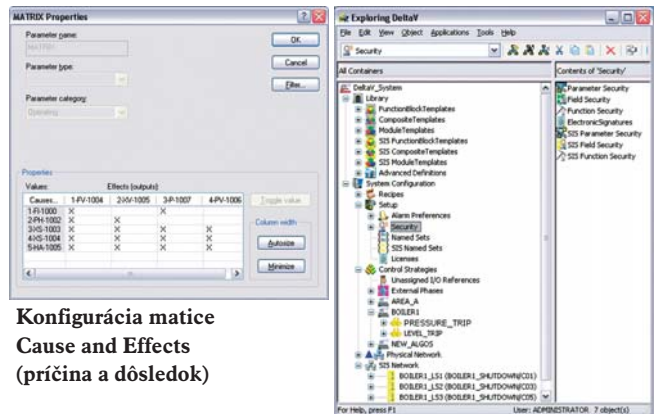 MATRIX Properties
Parameter name:
MATRIX
Parameter type:
Parameter category:
Operating
OK
Cancel
Filter...
Properties
Values:
Effects (outputs)
Causes... 1-FV-1004 2-XV-1005 3-P-1007 4-PV-1006
1-FI-1000 X X
2-PH-1002 X X
3-XS-1003 X X X X
4-XS-1004 X X X X
5-HA-1005 X X X X
Toggle value
Column width
Autosize
Minimize
Konfigurácia matice
Cause and Effects
(príčina a dôsledok)
Exploring DeltaV
File Edit View Object Applications Tools Help
Security
All Containers
DeltaV_System
Library
FunctionBlockTemplates
CompositeTemplates
ModuleTemplates
SIS FunctionBlockTemplates
SIS CompositeTemplates
SIS ModuleTemplates
Advanced Definitions
System Configuration
Recipes
Setup
Alarm Preferences
Security
Named Sets
SIS Named Sets
Licenses
Control Strategies
Unassigned I/O References
External Phases
AREA_A
BOILER1
PRESSURE_TRIP
LEVEL_TRIP
NEW_ALGOS
Physical Network
SIS Network
BOILER1_LS1 (BOILER1_SHUTDOWN/C01)
BOILER1_LS2 (BOILER1_SHUTDOWN/C03)
BOILER1_LS3 (BOILER1_SHUTDOWN/C05)
Contents of 'Security'
Parameter Security
Field Security
Function Security
ElectronicSignatures
SIS Parameter Security
SIS Field Security
SIS Function Security
For Help, press F1
User: ADMINISTRATOR 7 object(s)